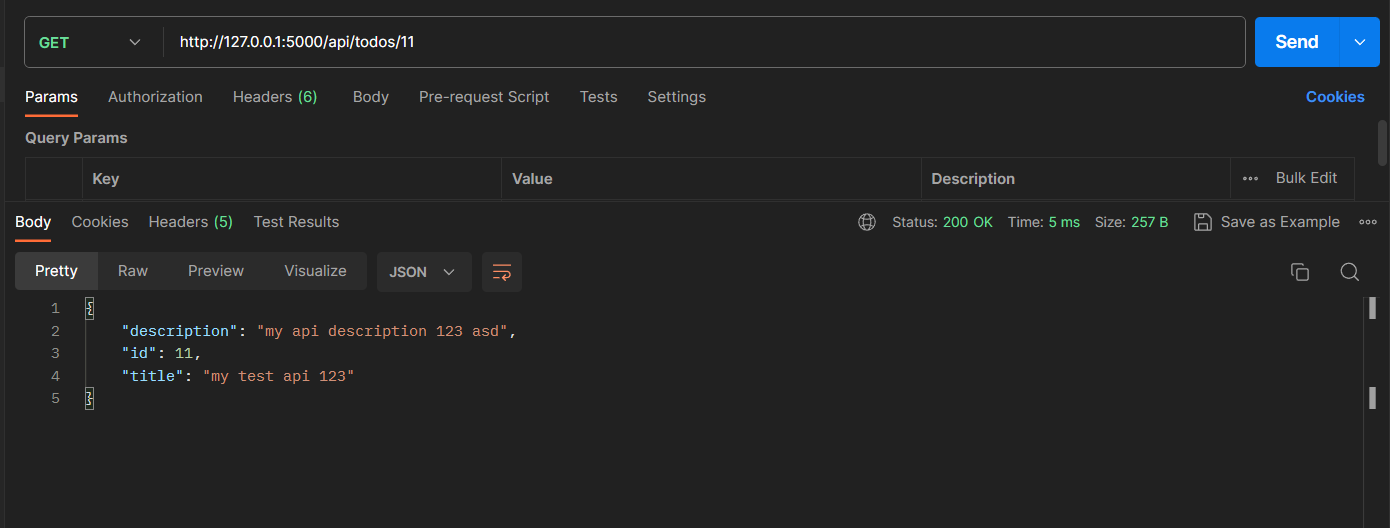 GET http://127.0.0.1:5000/api/todos/11 Send
Params Authorization Headers (6) Body Pre-request Script Tests Settings Cookies
Query Params
Key Value Description Bulk Edit
Body Cookies Headers (5) Test Results Status: 200 OK Time: 5 ms Size: 257 B Save as Example
Pretty Raw Preview Visualize JSON
1 {
2 "description": "my api description 123 asd",
3 "id": 11,
4 "title": "my test api 123"
5 }